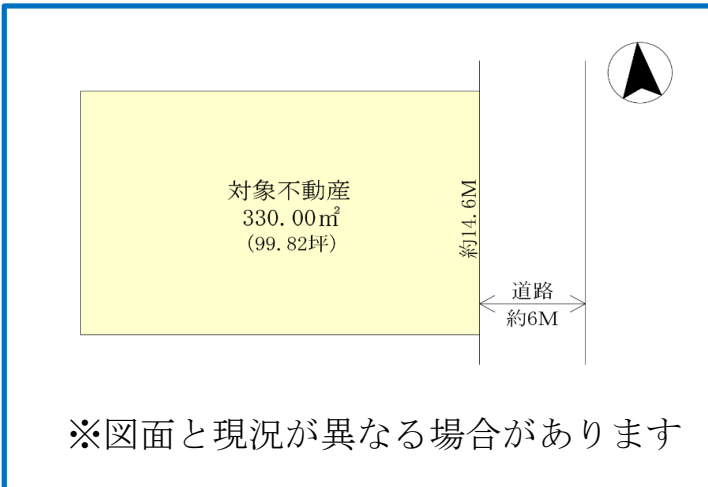 対象不動産
330.00㎡
(99.82坪)
約14.6M
道路
約6M
※図面と現況が異なる場合があります